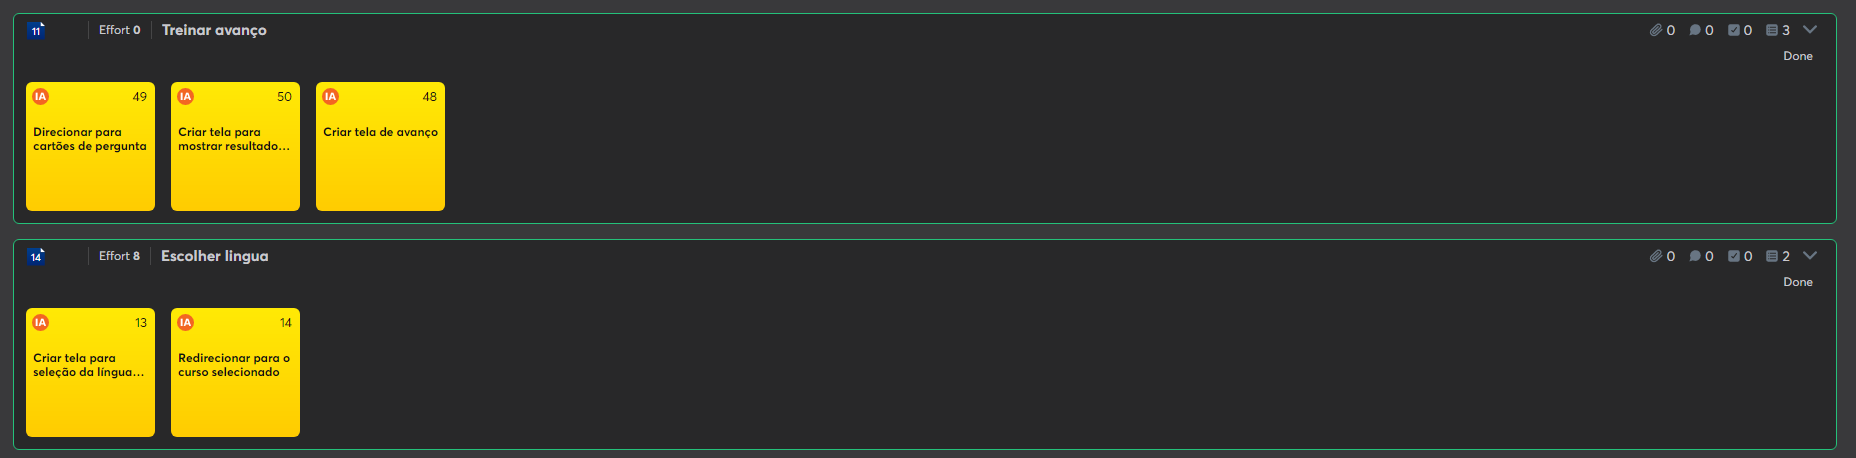 11 Effort 0 Treinar avanço 0 0 0 3
Done
IA 49 IA 50 IA 48
Direcionar para
cartões de pergunta
Criar tela para
mostrar resultado...
Criar tela de avanço
14 Effort 8 Escolher lingua 0 0 0 2
Done
IA 13 IA 14
Criar tela para
seleção da língua...
Redirecionar para o
curso selecionado